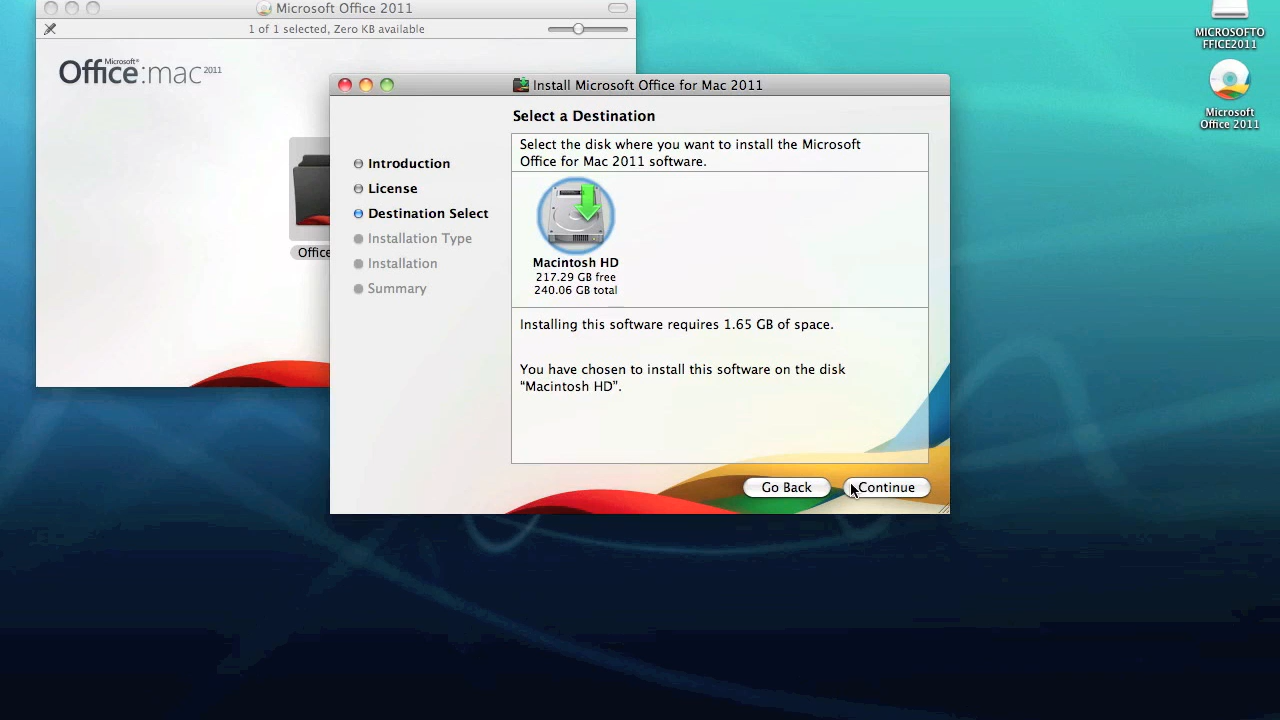 Microsoft Office 2011
1 of 1 selected, Zero KB available
Microsoft®
Office:mac 2011
Office
MICROSOFTO
FFICE2011
Microsoft
Office 2011
Install Microsoft Office for Mac 2011
Select a Destination
Introduction
License
Destination Select
Installation Type
Installation
Summary
Select the disk where you want to install the Microsoft
Office for Mac 2011 software.
Macintosh HD
217.29 GB free
240.06 GB total
Installing this software requires 1.65 GB of space.
You have chosen to install this software on the disk
“Macintosh HD”.
Go Back
Continue